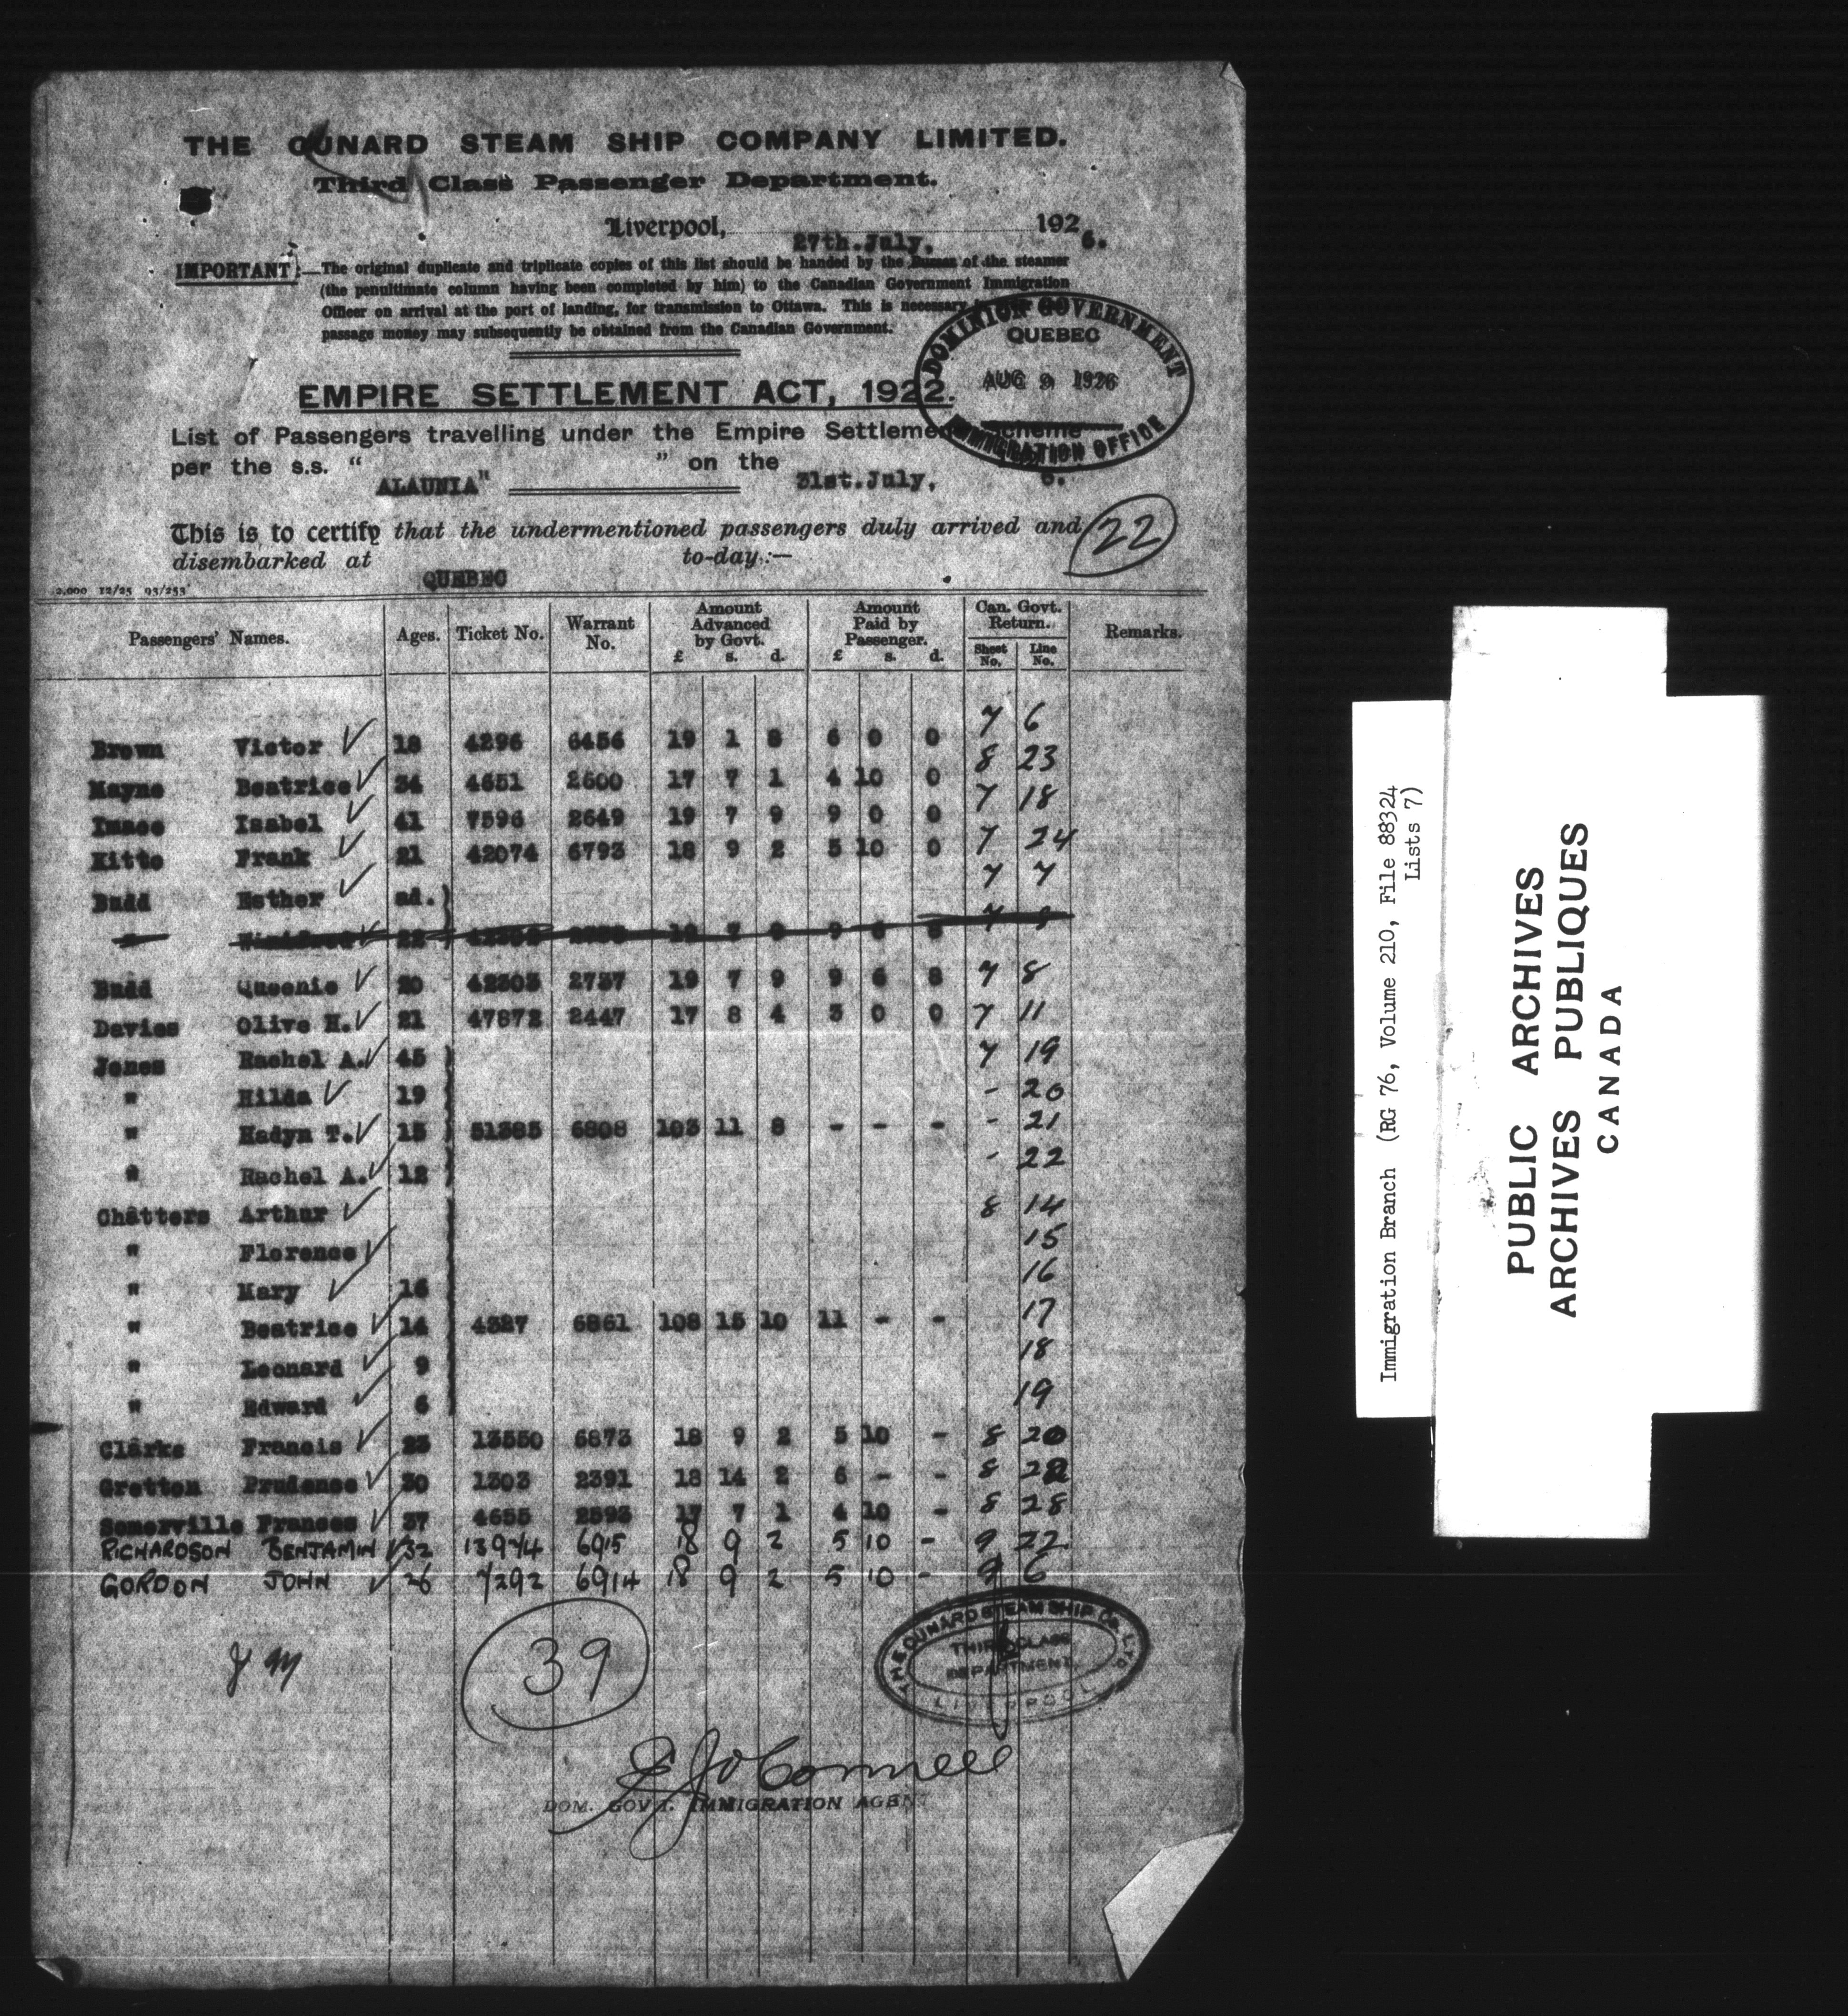 THE CUNARD STEAM SHIP COMPANY LIMITED.
Third Class Passenger Department.
Liverpool, 27th.July, 1926.
IMPORTANT:—The original duplicate and triplicate copies of this list should be handed by the Purser of the steamer
(the penultimate column having been completed by him) to the Canadian Government Immigration
Officer on arrival at the port of landing, for transmission to Ottawa. This is necessary
passage money may subsequently be obtained from the Canadian Government.
DOMINION GOVERNMENT
QUEBEC
AUG 9 1926
IMMIGRATION OFFICE
EMPIRE SETTLEMENT ACT, 1922.
List of Passengers travelling under the Empire Settlement Scheme
per the s.s. " ALAUNIA" " on the 31st.July, 6.
This is to certify that the undermentioned passengers duly arrived and
disembarked at QUEBEC to-day:—
22
2,000 12/25 93/253
Passengers' Names. Ages. Ticket No. Warrant No. Amount Advanced by Govt. £ s. d. Amount Paid by Passenger. £ s. d. Can. Govt. Return. Sheet No. Line No. Remarks.
Brown Victor 18 4296 6456 19 1 8 6 0 0 7 6
Mayne Beatrice 34 4651 2600 17 7 1 4 10 0 8 23
Innes Isabel 41 7596 2649 19 7 9 9 0 0 7 18
Kitto Frank 21 42074 6793 18 9 2 5 10 0 7 24
Budd Esther ad. 7 7
Budd Queenie 20 42303 2737 19 7 9 9 6 8 7 8
Davies Olive H. 21 47872 2447 17 8 4 3 0 0 7 11
Jones Rachel A. 45 7 19
" Hilda 19 - 20
" Hadyn T. 15 51385 6808 103 11 8 - - - - 21
" Rachel A. 12 - 22
Chatters Arthur 8 14
" Florence 15
" Mary 16 16
" Beatrice 14 4327 6861 108 15 10 11 - - 17
" Leonard 9 18
" Edward 6 19
Clarke Francis 23 13550 6873 18 9 2 5 10 - 8 20
Gretton Prudence 30 1303 2391 18 14 2 6 - - 8 22
Somerville Frances 37 4655 2593 17 7 1 4 10 - 8 28
RICHARDSON BENJAMIN 32 13974 6915 18 9 2 5 10 - 9 22
GORDON JOHN 26 7292 6914 18 9 2 5 10 - 9 6
39
THE CUNARD STEAM SHIP Co. LTD.
THIRD CLASS
DEPARTMENT.
LIVERPOOL
DOM. GOV'T. IMMIGRATION AGENT
Immigration Branch (RG 76, Volume 210, File 88324
Lists 7)
PUBLIC ARCHIVES
ARCHIVES PUBLIQUES
CANADA